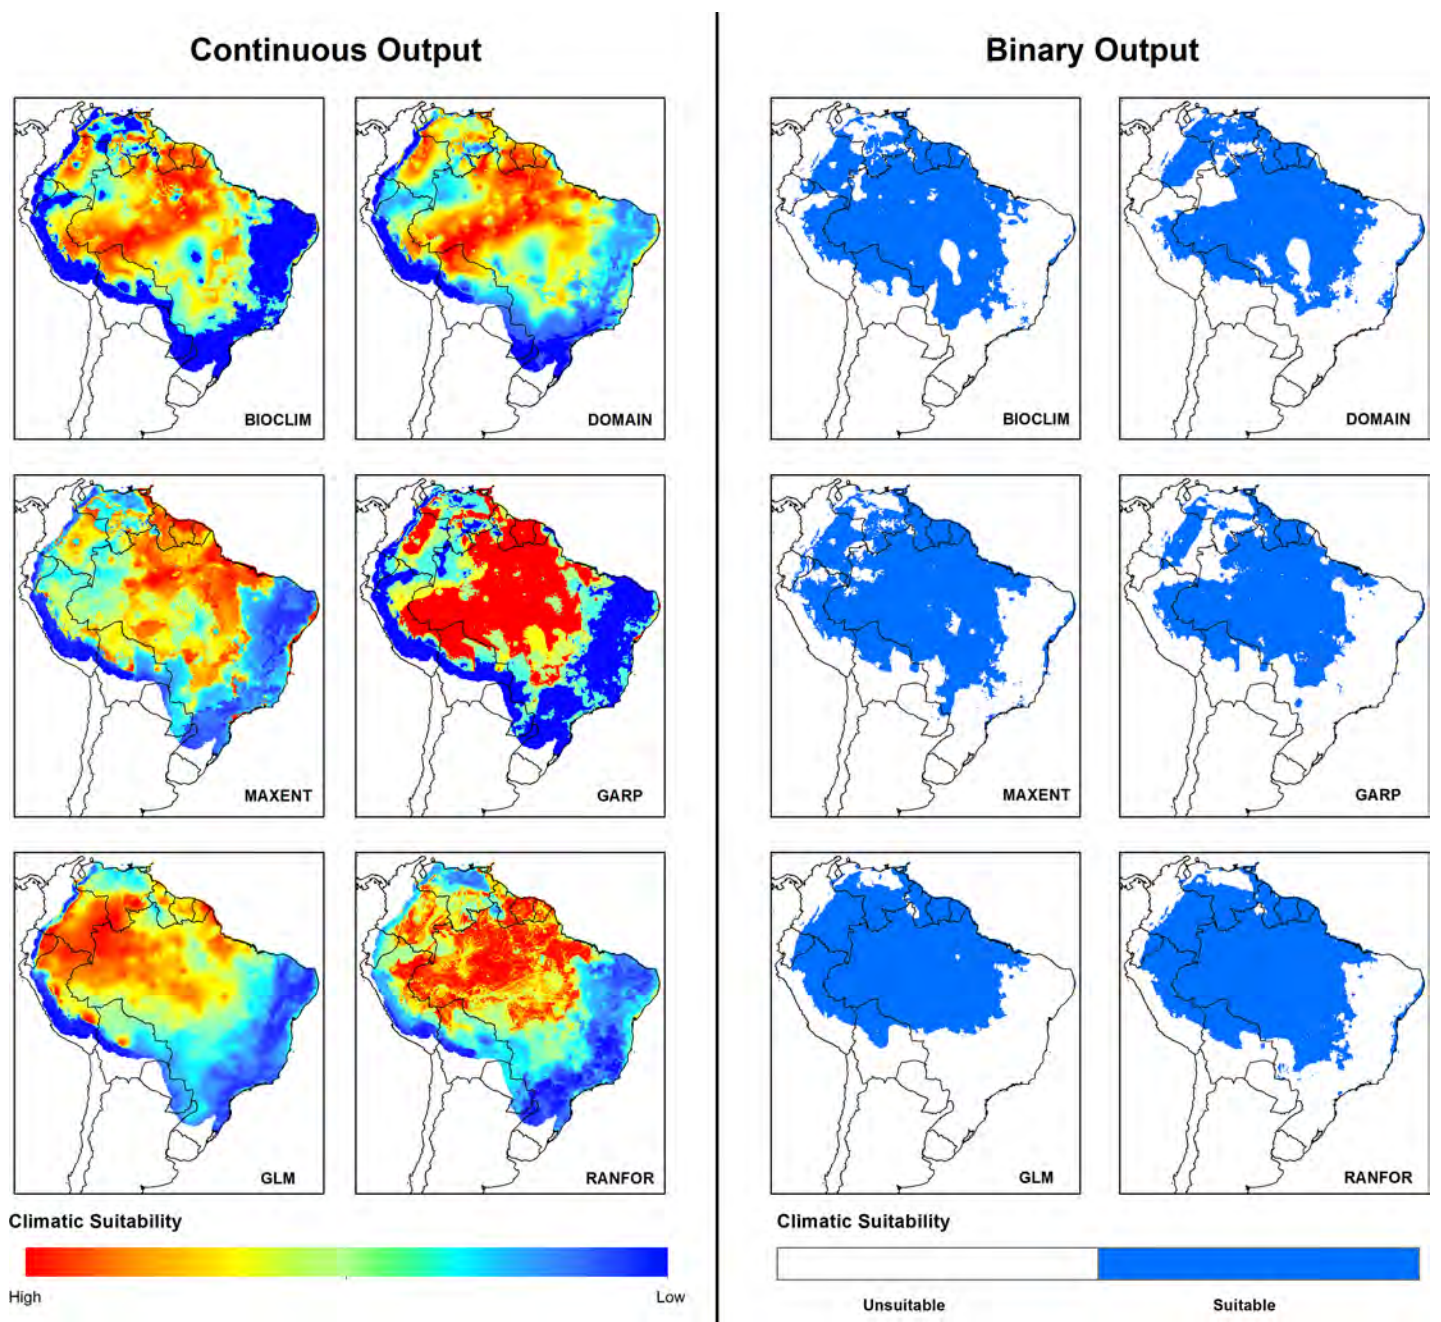 Continuous Output
Binary Output
BIOCLIM
DOMAIN
BIOCLIM
DOMAIN
MAXENT
GARP
MAXENT
GARP
GLM
RANFOR
GLM
RANFOR
Climatic Suitability
High
Low
Climatic Suitability
Unsuitable
Suitable